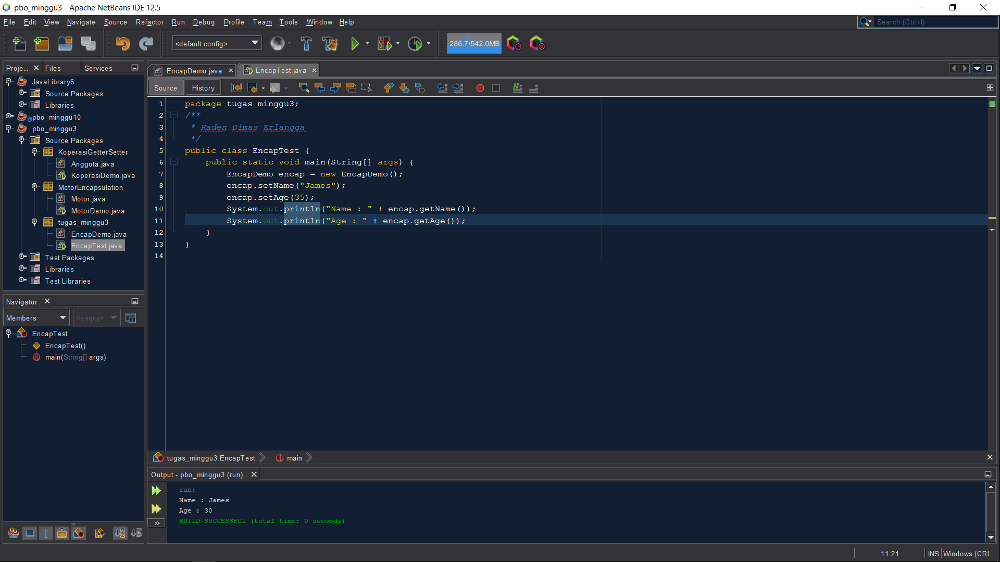 pbo_minggu3 - Apache NetBeans IDE 12.5
File Edit View Navigate Source Refactor Run Debug Profile Team Tools Window Help
Search (Ctrl+I)
<default config>
286.7/542.0MB
Proje... Files Services
JavaLibrary6
Source Packages
Libraries
pbo_minggu10
pbo_minggu3
Source Packages
KoperasiGetterSetter
Anggota.java
KoperasiDemo.java
MotorEncapsulation
Motor.java
MotorDemo.java
tugas_minggu3
EncapDemo.java
EncapTest.java
Test Packages
Libraries
Test Libraries
Navigator
Members <empty>
EncapTest
EncapTest()
main(String[] args)
EncapDemo.java EncapTest.java
Source History
1 package tugas_minggu3;
2 /**
3 * Raden Dimas Erlangga
4 */
5 public class EncapTest {
6 public static void main(String[] args) {
7 EncapDemo encap = new EncapDemo();
8 encap.setName("James");
9 encap.setAge(35);
10 System.out.println("Name : " + encap.getName());
11 System.out.println("Age : " + encap.getAge());
12 }
13 }
14
tugas_minggu3.EncapTest main
Output - pbo_minggu3 (run)
run:
Name : James
Age : 30
BUILD SUCCESSFUL (total time: 0 seconds)
11:21 INS Windows (CRL...